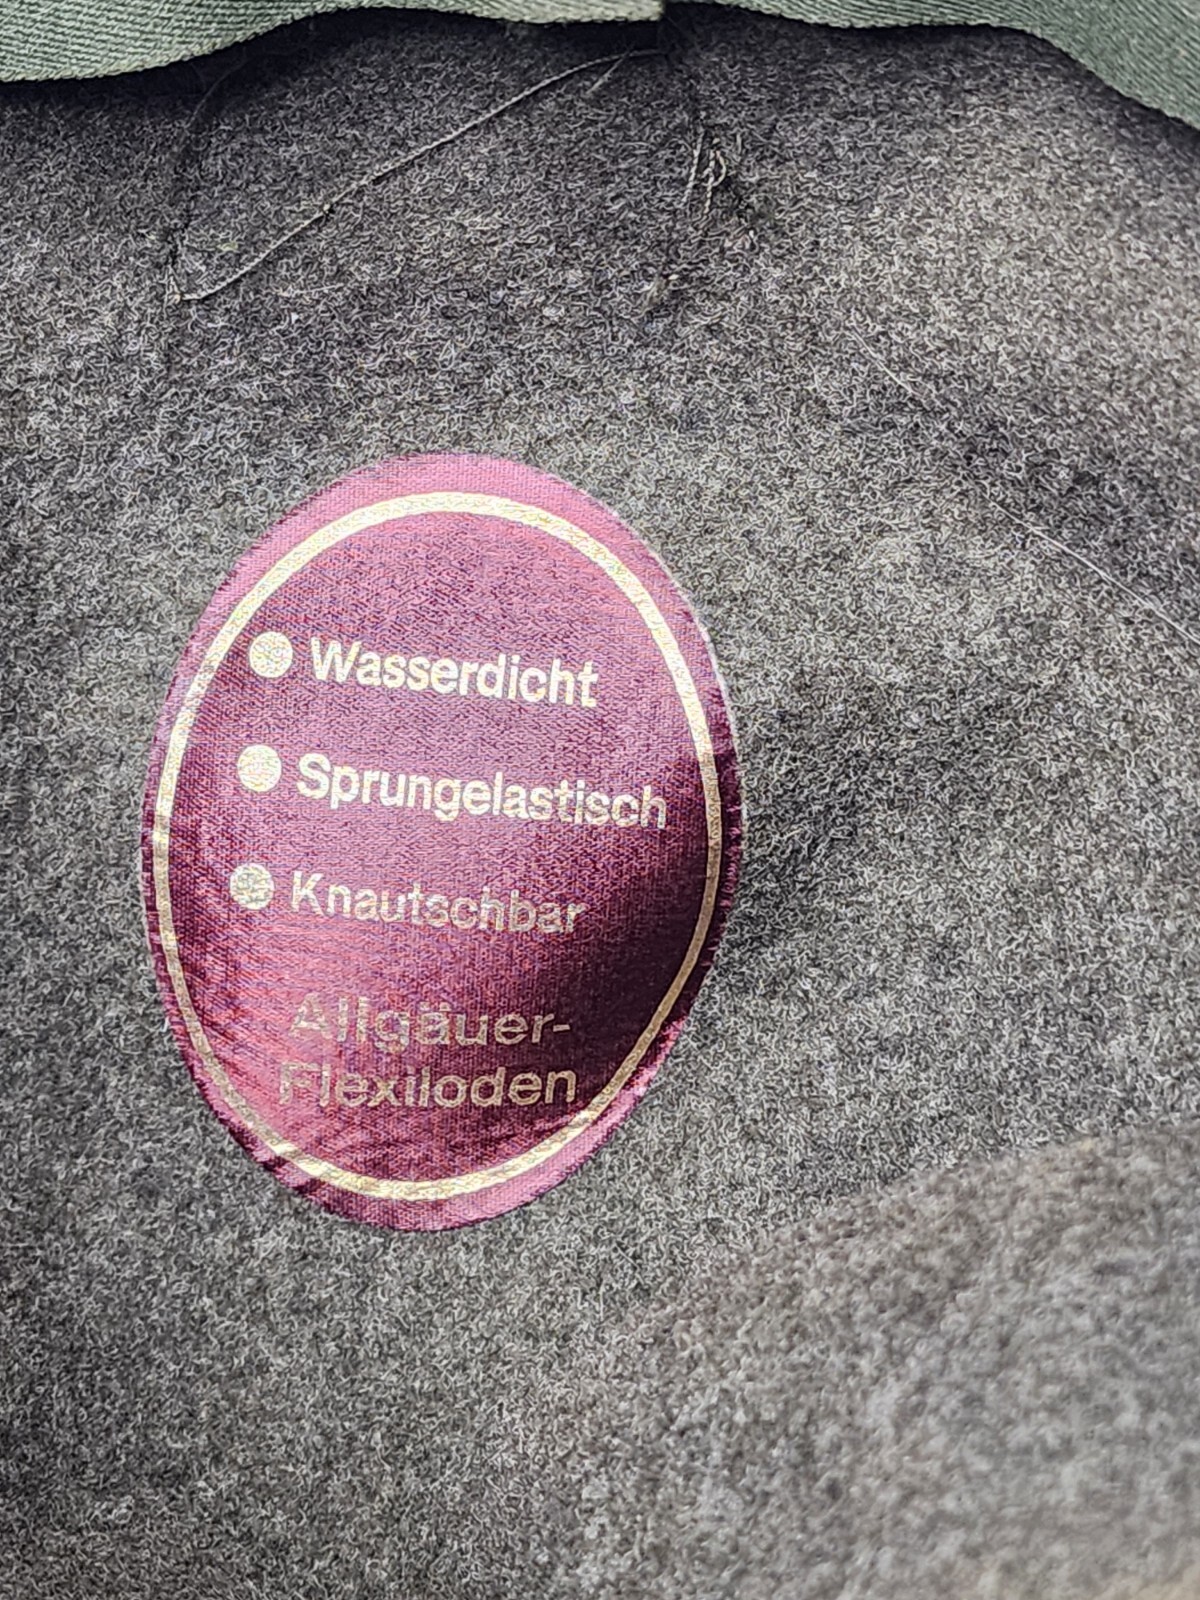 Wasserdicht
Sprungelastisch
Knautschbar
Allgäuer-
Flexiloden